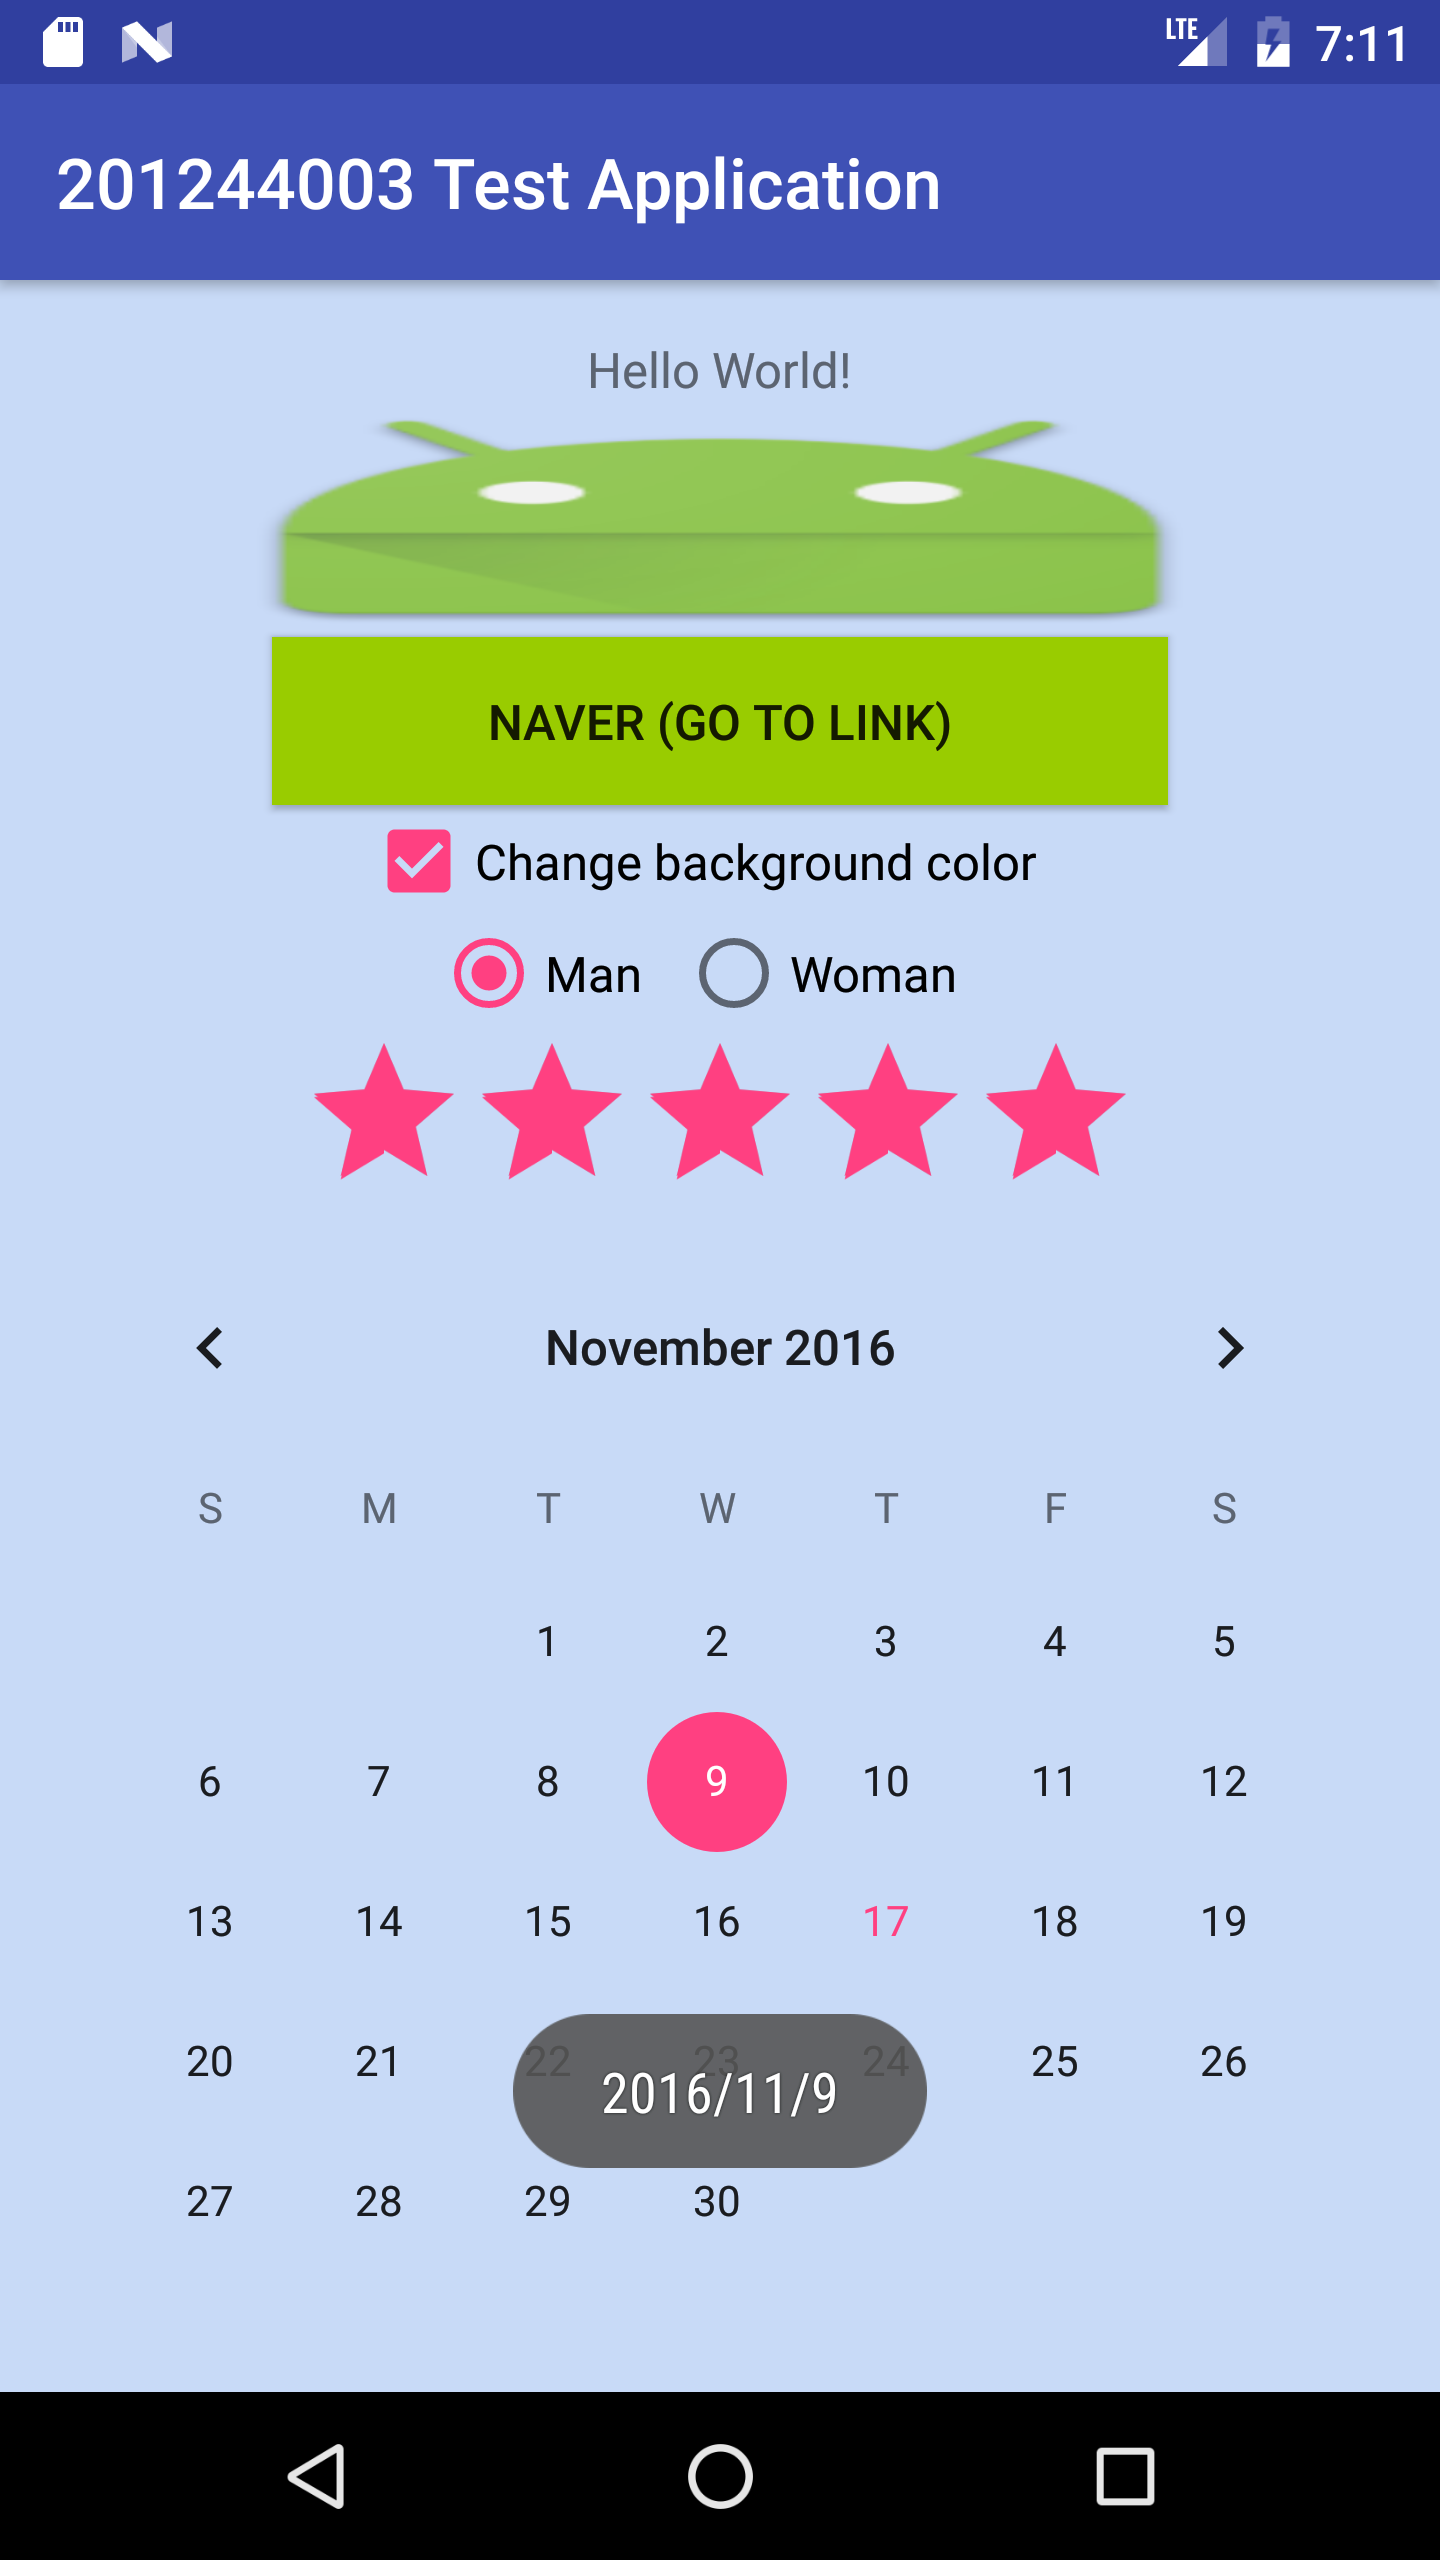 LTE 7:11
201244003 Test Application
Hello World!
NAVER (GO TO LINK)
Change background color
Man Woman
November 2016
S M T W T F S
1 2 3 4 5
6 7 8 9 10 11 12
13 14 15 16 17 18 19
20 21 22 23 24 25 26
2016/11/9
27 28 29 30